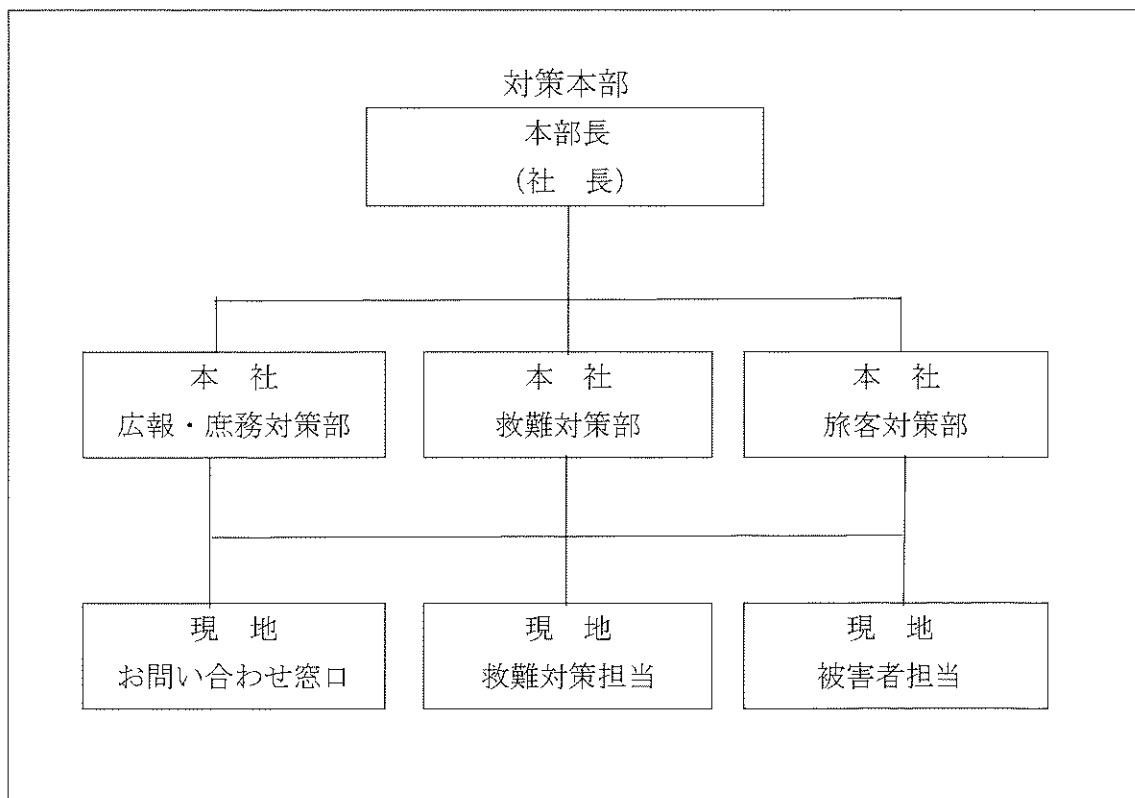 対策本部
本部長
(社　長)
本　社
広報・庶務対策部
本　社
救難対策部
本　社
旅客対策部
現　地
お問い合わせ窓口
現　地
救難対策担当
現　地
被害者担当